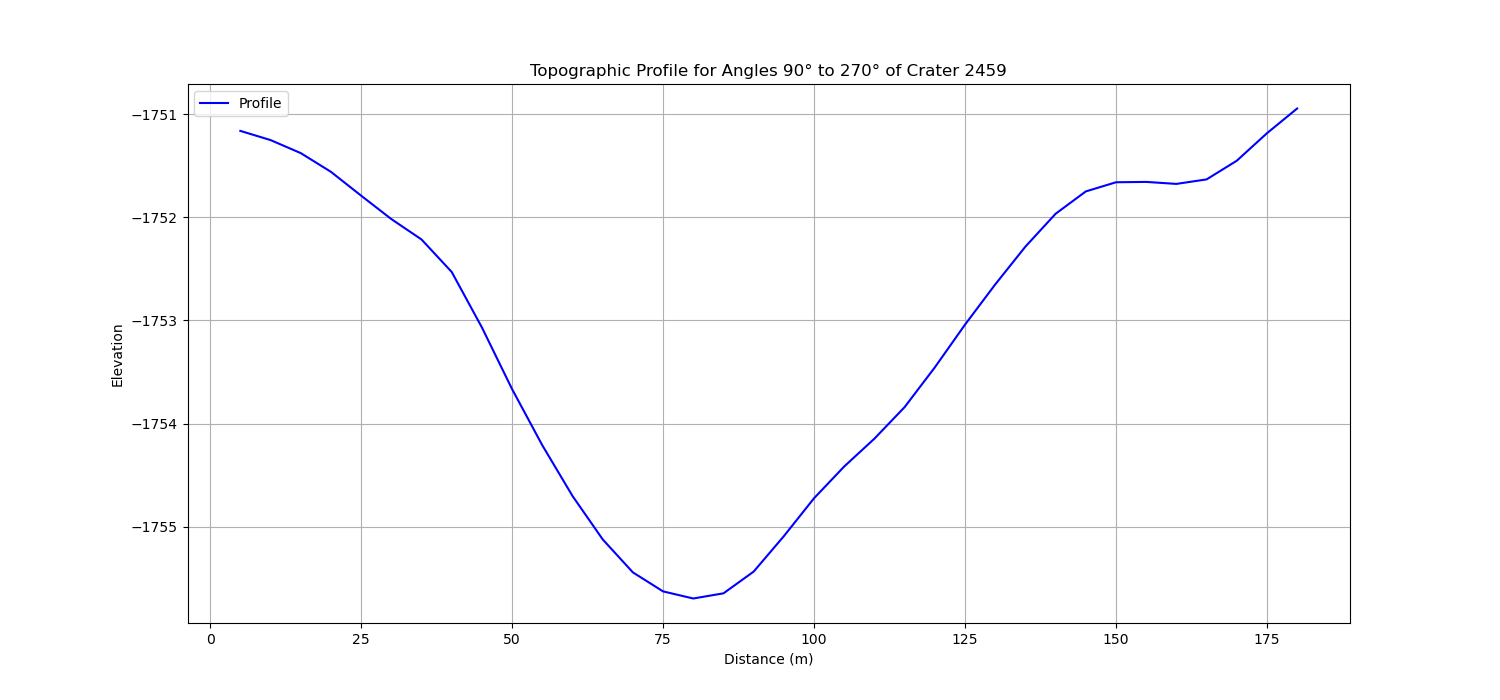 Topographic Profile for Angles 90° to 270° of Crater 2459
Profile
−1751
−1752
−1753
−1754
−1755
Elevation
0 25 50 75 100 125 150 175
Distance (m)